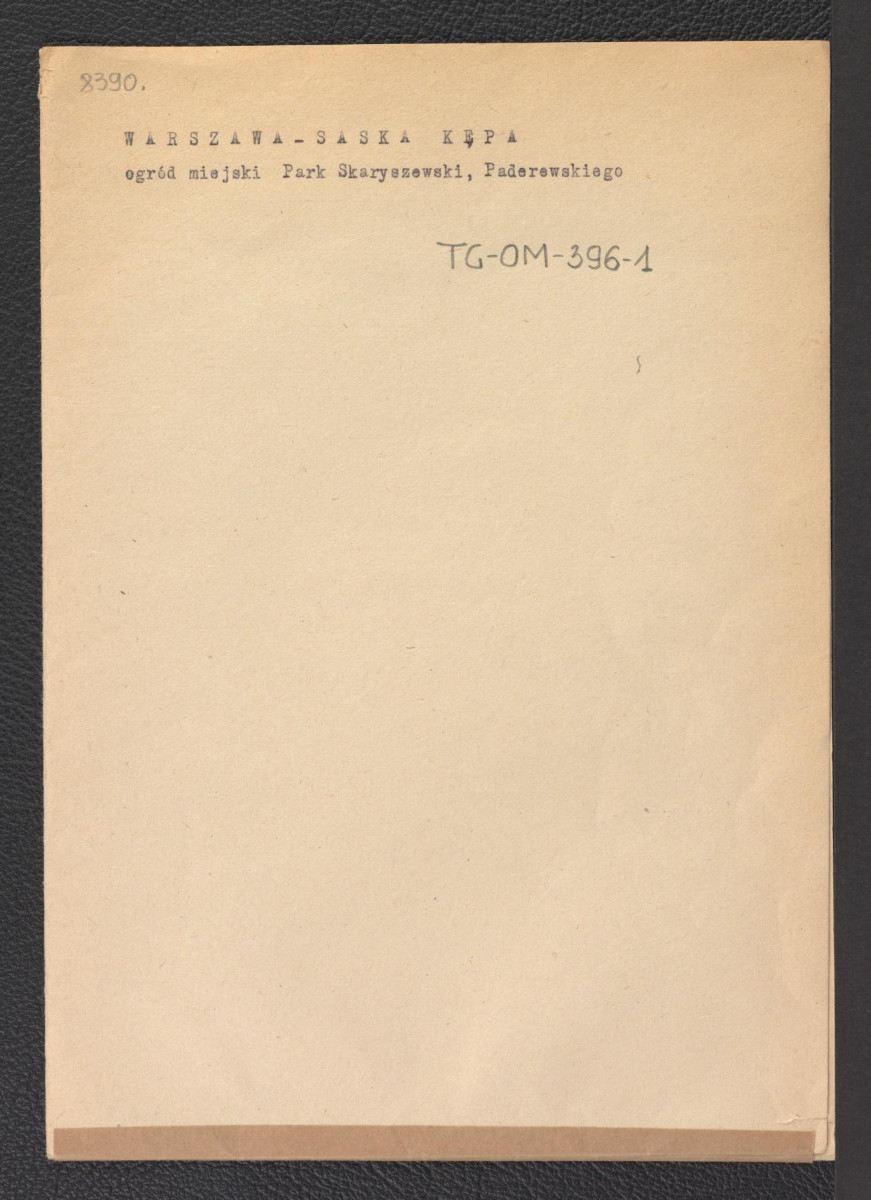 8390.
WARSZAWA-SASKA KĘPA
ogród miejski Park Skaryszewski, Paderewskiego
TG-OM-396-1